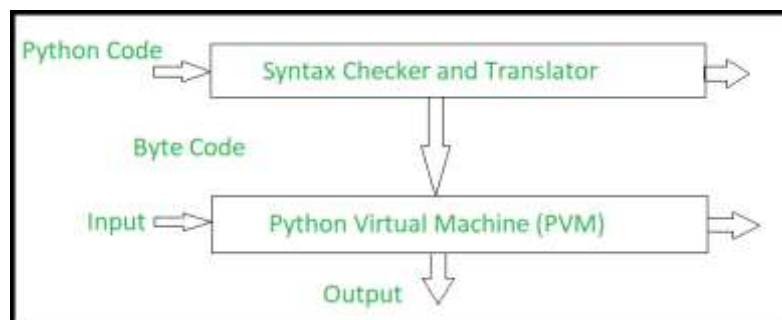 Python Code
Syntax Checker and Translator
Byte Code
Input
Python Virtual Machine (PVM)
Output